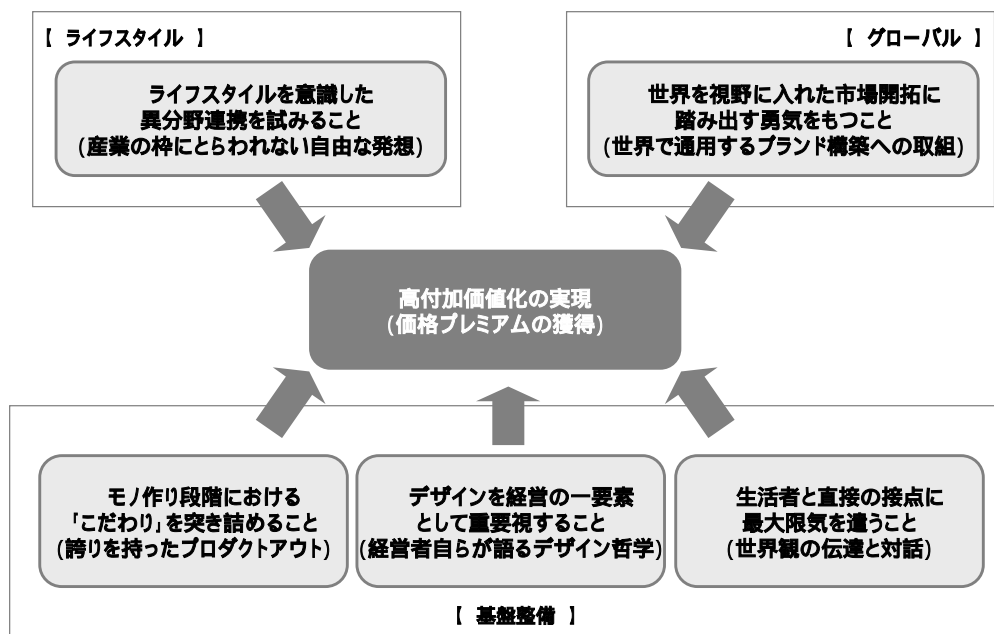 【 ライフスタイル 】
ライフスタイルを意識した
異分野連携を試みること
(産業の枠にとらわれない自由な発想)
【 グローバル 】
世界を視野に入れた市場開拓に
踏み出す勇気をもつこと
(世界で通用するブランド構築への取組)
高付加価値化の実現
(価格プレミアムの獲得)
モノ作り段階における
「こだわり」を突き詰めること
(誇りを持ったプロダクトアウト)
デザインを経営の一要素
として重要視すること
(経営者自らが語るデザイン哲学)
生活者と直接の接点に
最大限気を遣うこと
(世界観の伝達と対話)
【 基盤整備 】